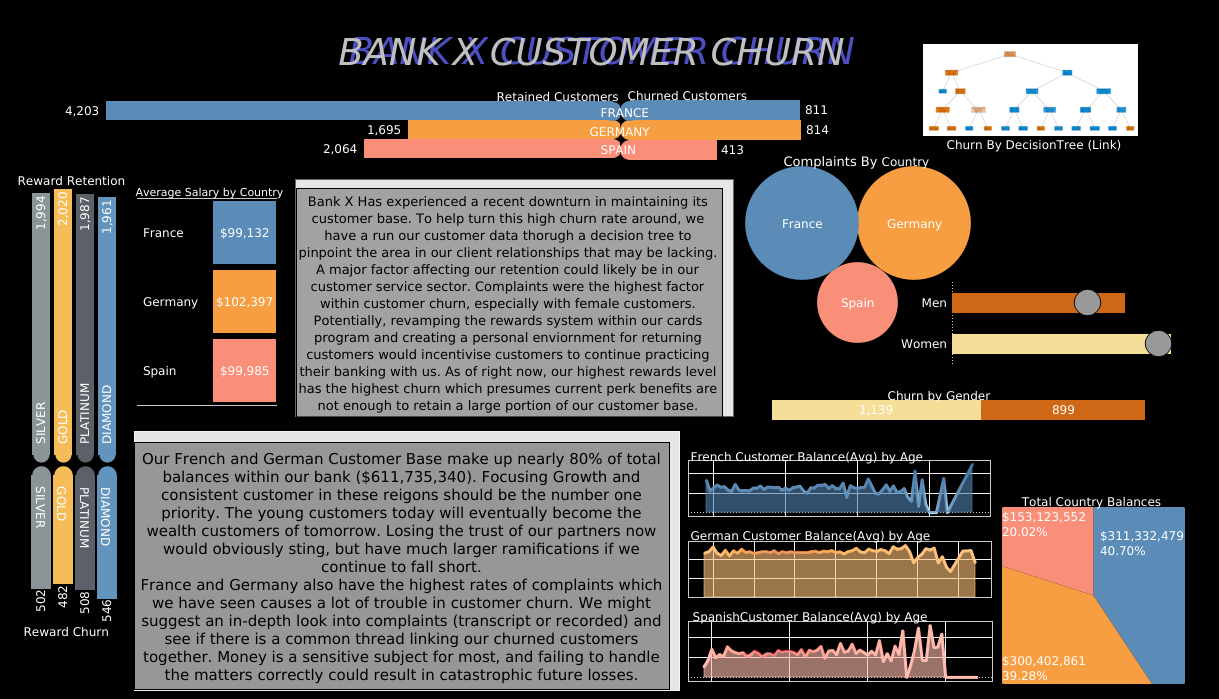 BANK X CUSTOMER CHURN
Retained Customers Churned Customers
4,203 FRANCE 811
1,695 GERMANY 814
2,064 SPAIN 413
Churn By DecisionTree (Link)
Reward Retention
1,994 2,020 1,987 1,961
SILVER GOLD PLATINUM DIAMOND
SILVER GOLD PLATINUM DIAMOND
502 482 508 546
Reward Churn
Average Salary by Country
France $99,132
Germany $102,397
Spain $99,985
Bank X Has experienced a recent downturn in maintaining its
customer base. To help turn this high churn rate around, we
have a run our customer data thorugh a decision tree to
pinpoint the area in our client relationships that may be lacking.
A major factor affecting our retention could likely be in our
customer service sector. Complaints were the highest factor
within customer churn, especially with female customers.
Potentially, revamping the rewards system within our cards
program and creating a personal enviornment for returning
customers would incentivise customers to continue practicing
their banking with us. As of right now, our highest rewards level
has the highest churn which presumes current perk benefits are
not enough to retain a large portion of our customer base.
Complaints By Country
France Germany
Spain
Men
Women
Churn by Gender
1,139 899
Our French and German Customer Base make up nearly 80% of total
balances within our bank ($611,735,340). Focusing Growth and
consistent customer in these reigons should be the number one
priority. The young customers today will eventually become the
wealth customers of tomorrow. Losing the trust of our partners now
would obviously sting, but have much larger ramifications if we
continue to fall short.
France and Germany also have the highest rates of complaints which
we have seen causes a lot of trouble in customer churn. We might
suggest an in-depth look into complaints (transcript or recorded) and
see if there is a common thread linking our churned customers
together. Money is a sensitive subject for most, and failing to handle
the matters correctly could result in catastrophic future losses.
French Customer Balance(Avg) by Age
German Customer Balance(Avg) by Age
SpanishCustomer Balance(Avg) by Age
Total Country Balances
$153,123,552
20.02%
$311,332,479
40.70%
$300,402,861
39.28%